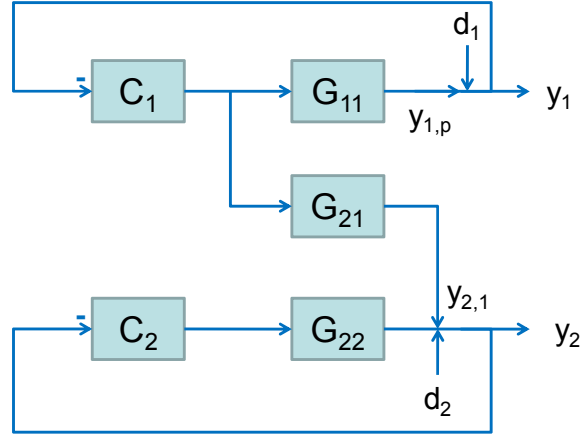 d₁
-
C₁
G₁₁
y₁,ₚ
y₁
G₂₁
y₂,₁
-
C₂
G₂₂
y₂
d₂